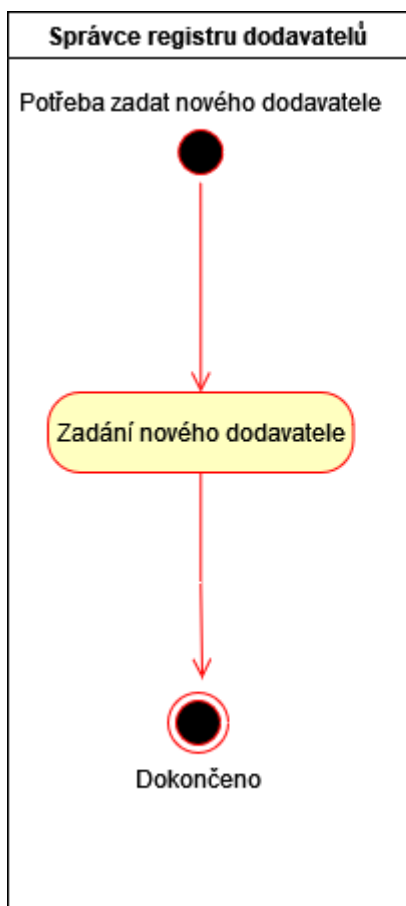 Správce registru dodavatelů
Potřeba zadat nového dodavatele
Zadání nového dodavatele
Dokončeno